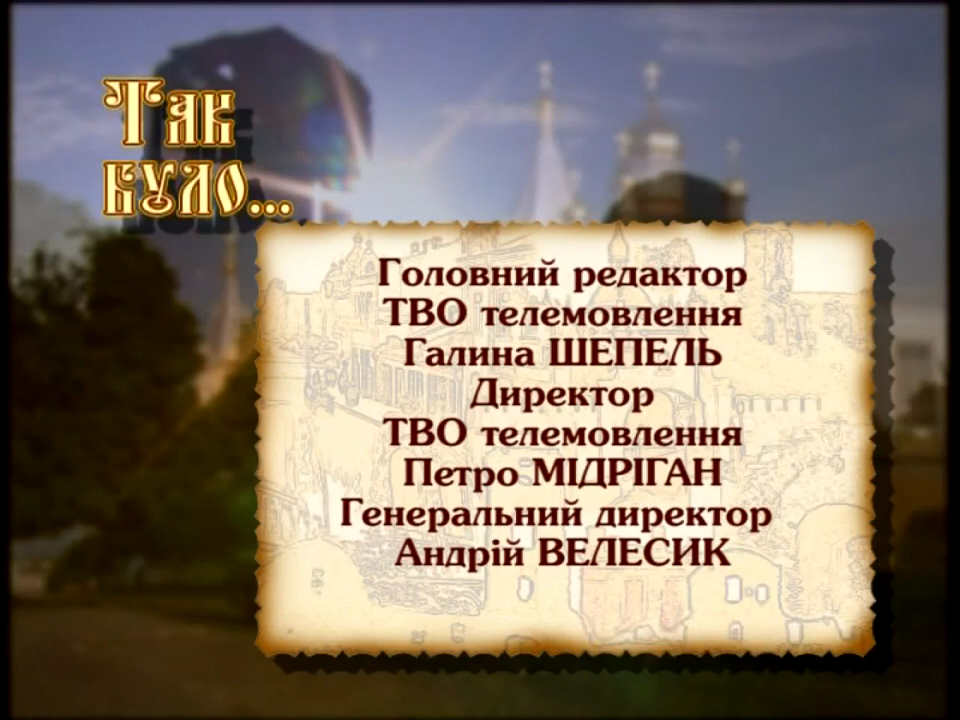 Так
було...
Головний редактор
ТВО телемовлення
Галина ШЕПЕЛЬ
Директор
ТВО телемовлення
Петро МІДРІГАН
Генеральний директор
Андрій ВЕЛЕСИК